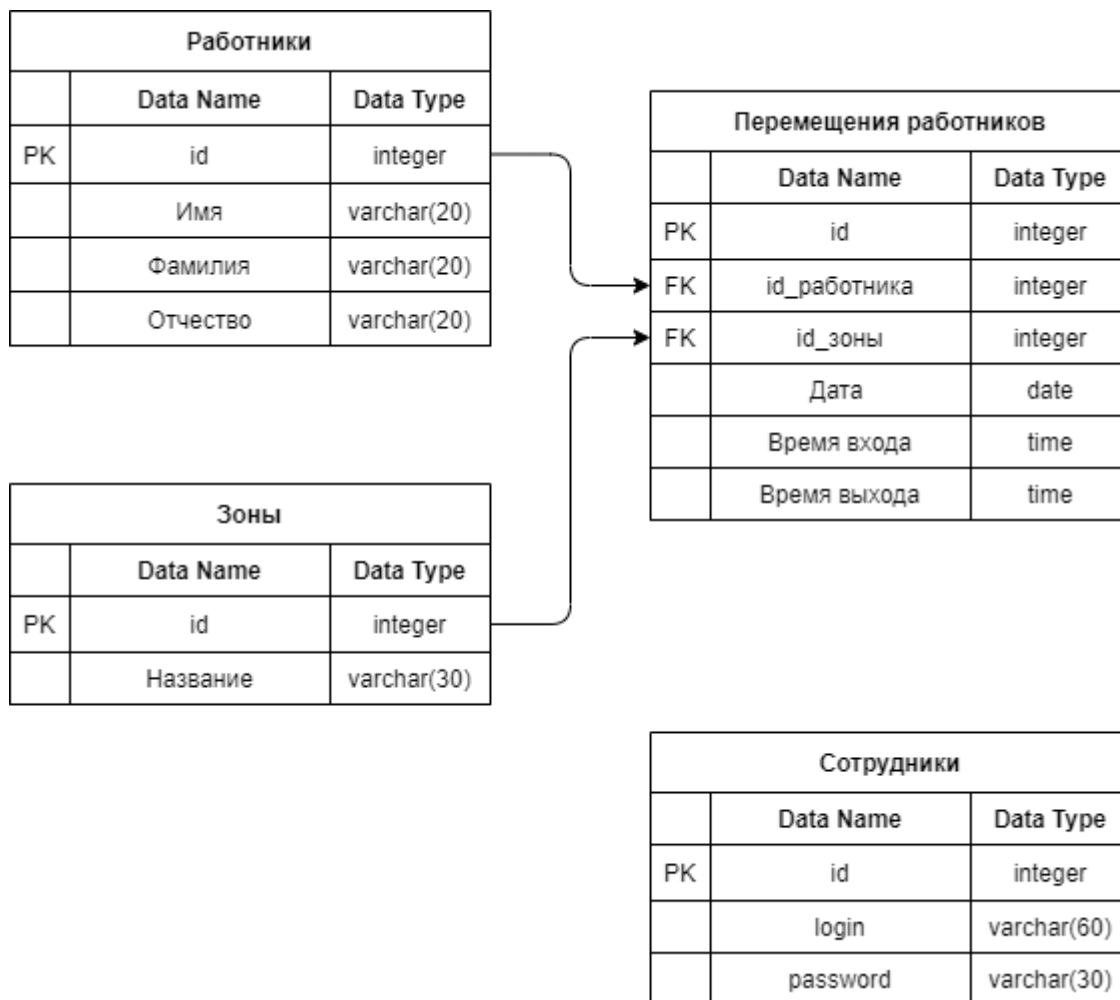 Работники
Data Name Data Type
PK id integer
Имя varchar(20)
Фамилия varchar(20)
Отчество varchar(20)
Перемещения работников
Data Name Data Type
PK id integer
FK id_работника integer
FK id_зоны integer
Дата date
Время входа time
Время выхода time
Зоны
Data Name Data Type
PK id integer
Название varchar(30)
Сотрудники
Data Name Data Type
PK id integer
login varchar(60)
password varchar(30)